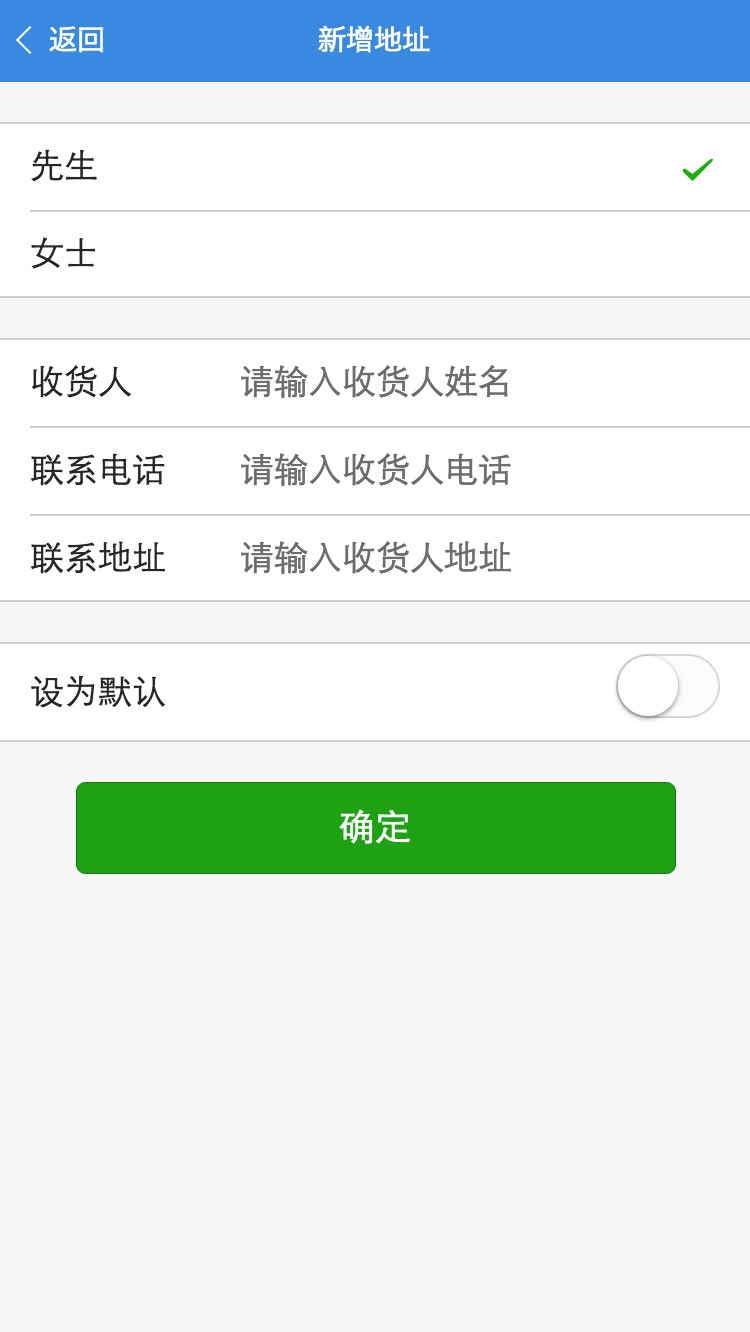 返回 新增地址
先生
女士
收货人 请输入收货人姓名
联系电话 请输入收货人电话
联系地址 请输入收货人地址
设为默认
确定